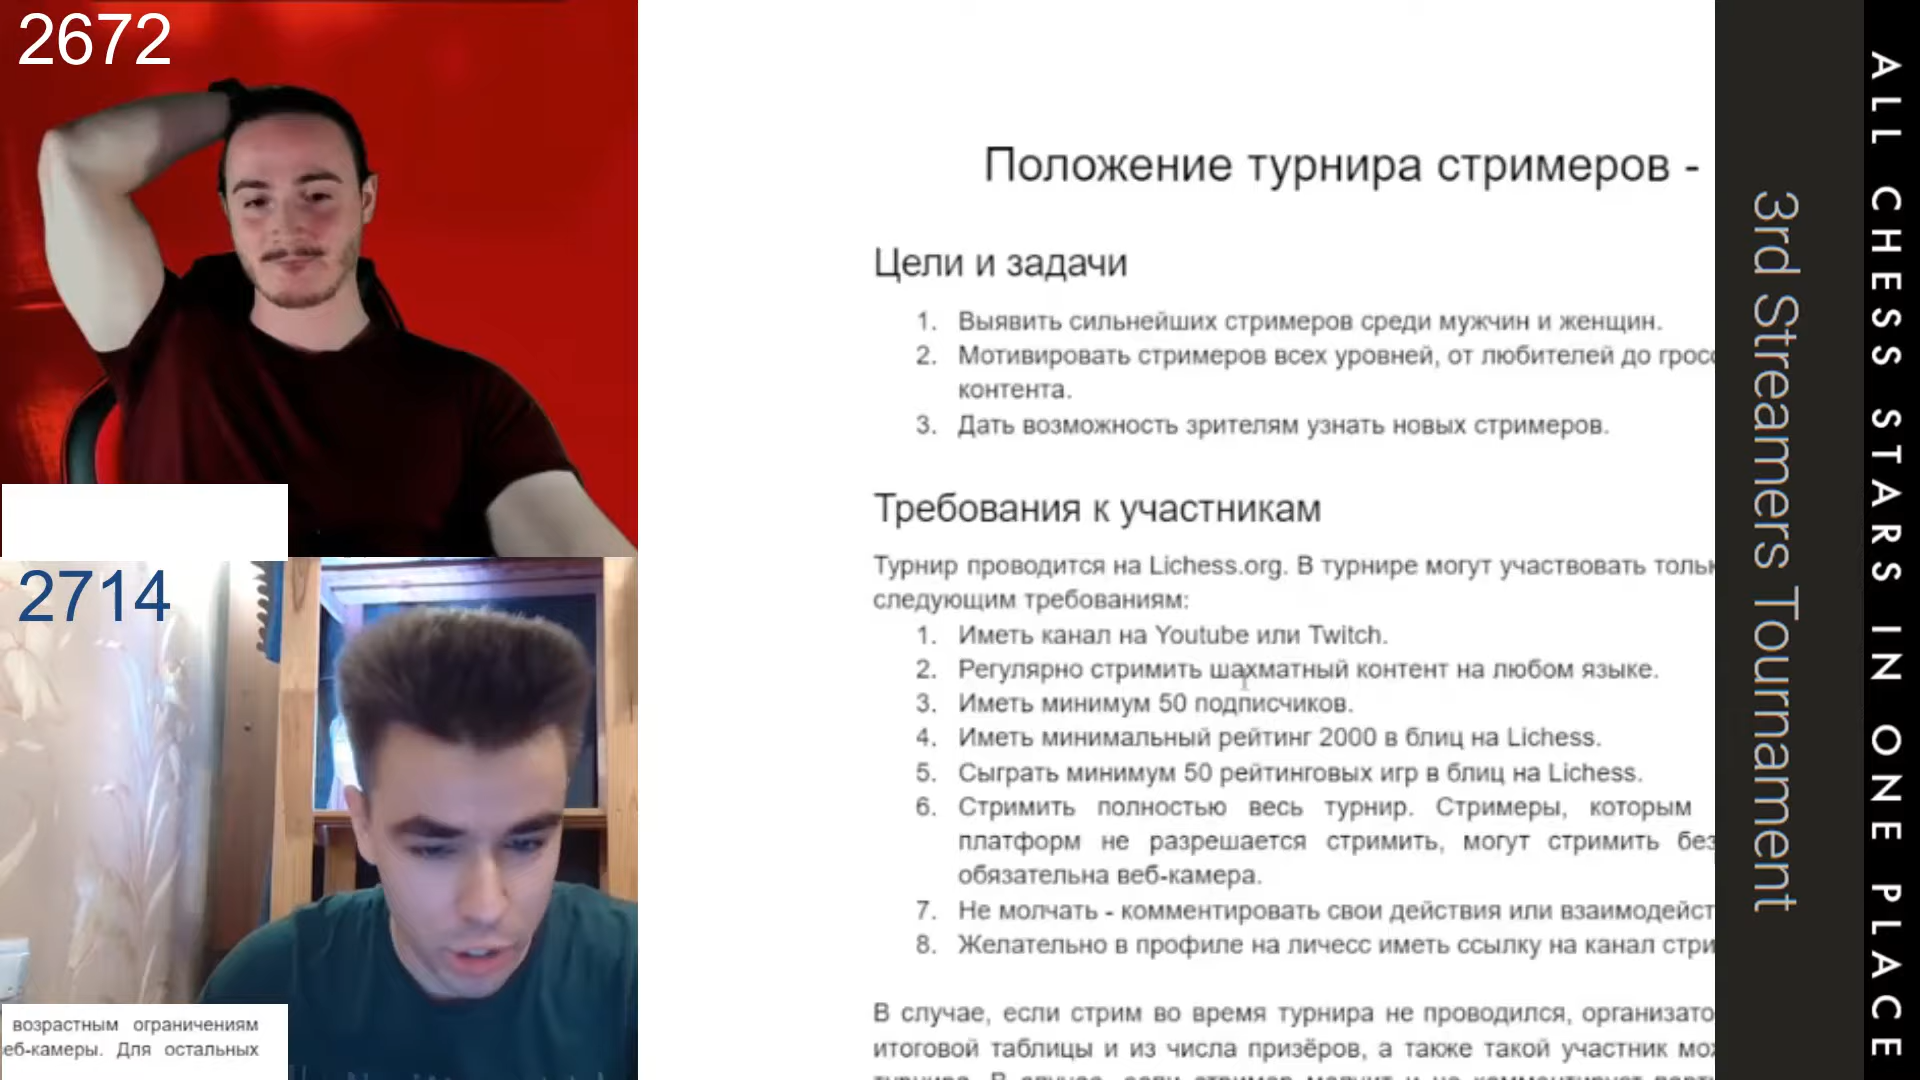 2672
2714
возрастным ограничениям
еб-камеры. Для остальных
Положение турнира стримеров -
Цели и задачи
1. Выявить сильнейших стримеров среди мужчин и женщин.
2. Мотивировать стримеров всех уровней, от любителей до гросс
контента.
3. Дать возможность зрителям узнать новых стримеров.
Требования к участникам
Турнир проводится на Lichess.org. В турнире могут участвовать тольк
следующим требованиям:
1. Иметь канал на Youtube или Twitch.
2. Регулярно стримить шахматный контент на любом языке.
3. Иметь минимум 50 подписчиков.
4. Иметь минимальный рейтинг 2000 в блиц на Lichess.
5. Сыграть минимум 50 рейтинговых игр в блиц на Lichess.
6. Стримить полностью весь турнир. Стримеры, которым
платформ не разрешается стримить, могут стримить без
обязательна веб-камера.
7. Не молчать - комментировать свои действия или взаимодейст
8. Желательно в профиле на личесс иметь ссылку на канал стри
В случае, если стрим во время турнира не проводился, организато
итоговой таблицы и из числа призёров, а также такой участник мож
3rd Streamers Tournament
ALL CHESS STARS IN ONE PLACE